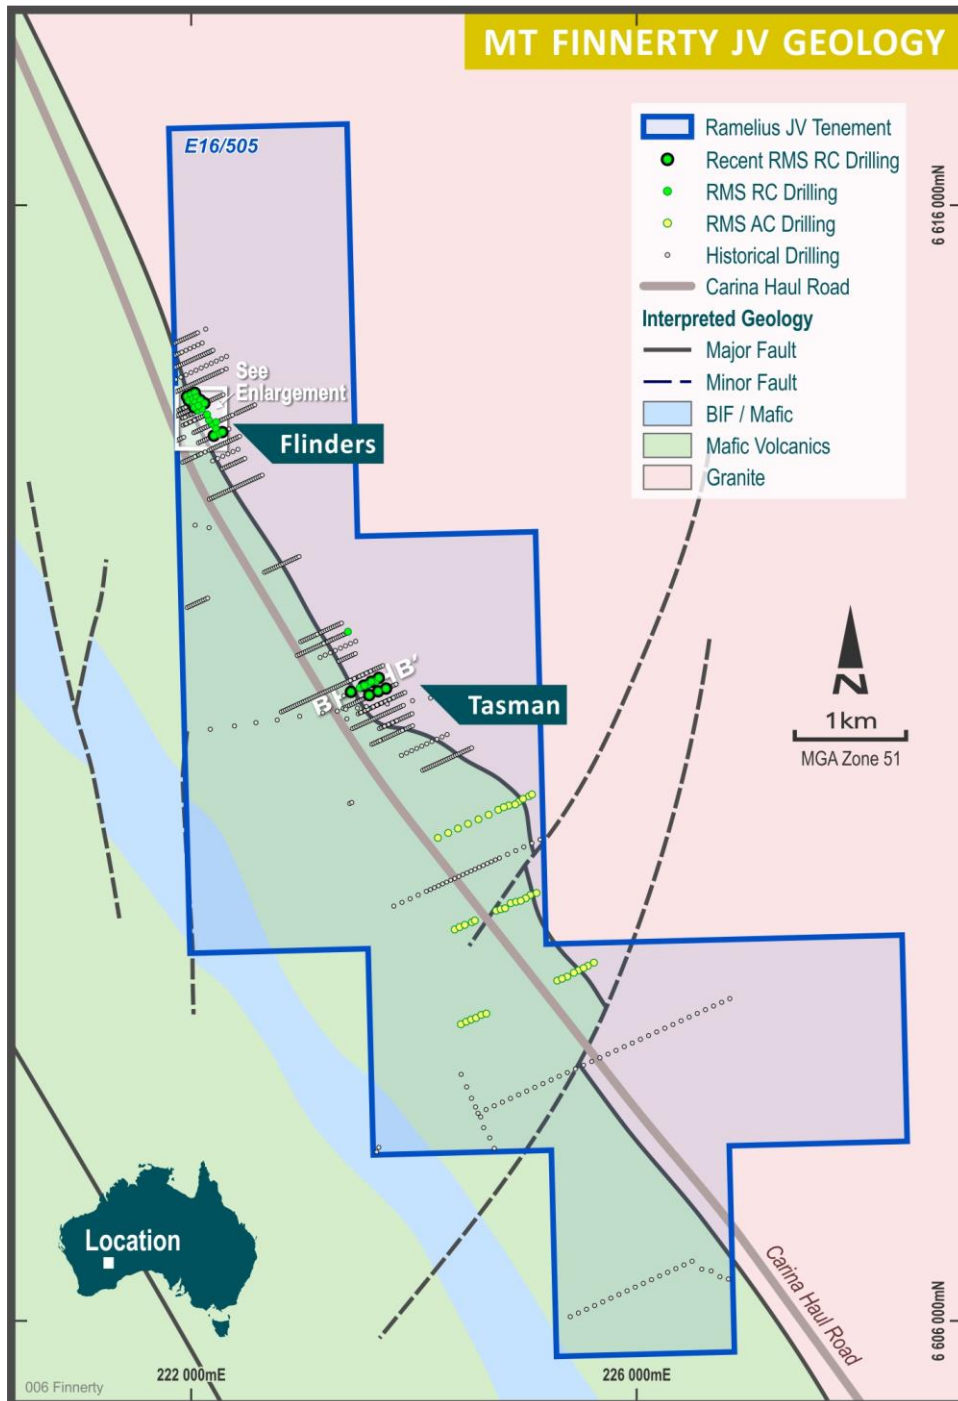 MT FINNERTY JV GEOLOGY
E16/505
Ramelius JV Tenement
Recent RMS RC Drilling
RMS RC Drilling
RMS AC Drilling
Historical Drilling
Carina Haul Road
Interpreted Geology
Major Fault
Minor Fault
BIF / Mafic
Mafic Volcanics
Granite
6 616 000mN
See
Enlargement
Flinders
B
B'
Tasman
N
1km
MGA Zone 51
Location
Carina Haul Road
6 606 000mN
222 000mE
226 000mE
006 Finnerty